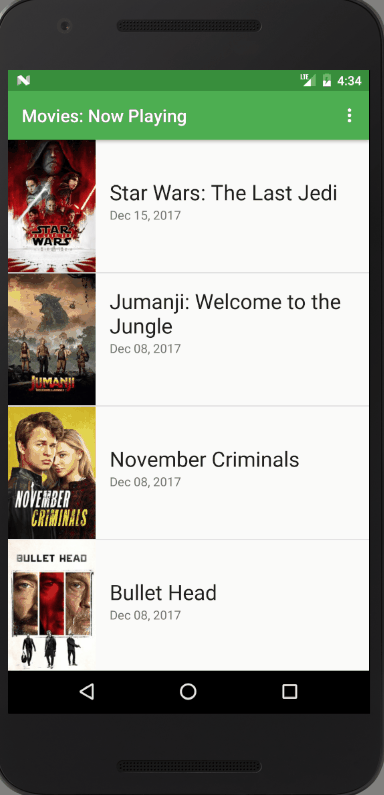 LTE 4:34
Movies: Now Playing
STAR
WARS
Star Wars: The Last Jedi
Dec 15, 2017
JUMANJI
Jumanji: Welcome to the
Jungle
Dec 08, 2017
NOVEMBER
CRIMINALS
November Criminals
Dec 08, 2017
BULLET HEAD
Bullet Head
Dec 08, 2017